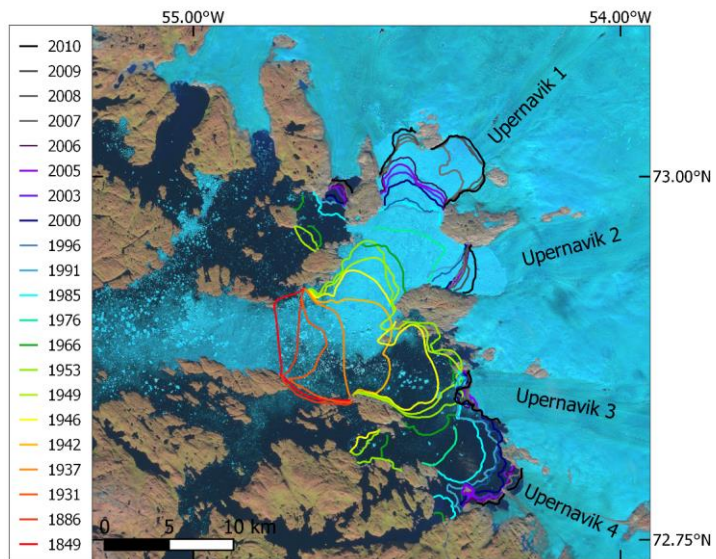 55.00°W
54.00°W
2010
2009
2008
2007
2006
2005
2003
2000
1996
1991
1985
1976
1966
1953
1949
1946
1942
1937
1931
1886
1849
Upernavik 1
73.00°N
Upernavik 2
Upernavik 3
Upernavik 4
0 5 10 km
72.75°N